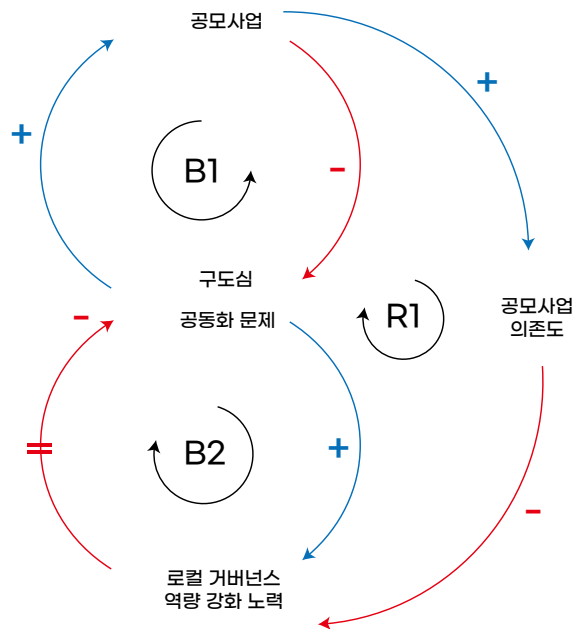 공모사업
+
+
B1
-
구도심
공동화 문제
-
R1
공모사업
의존도
B2
+
=
-
로컬 거버넌스
역량 강화 노력